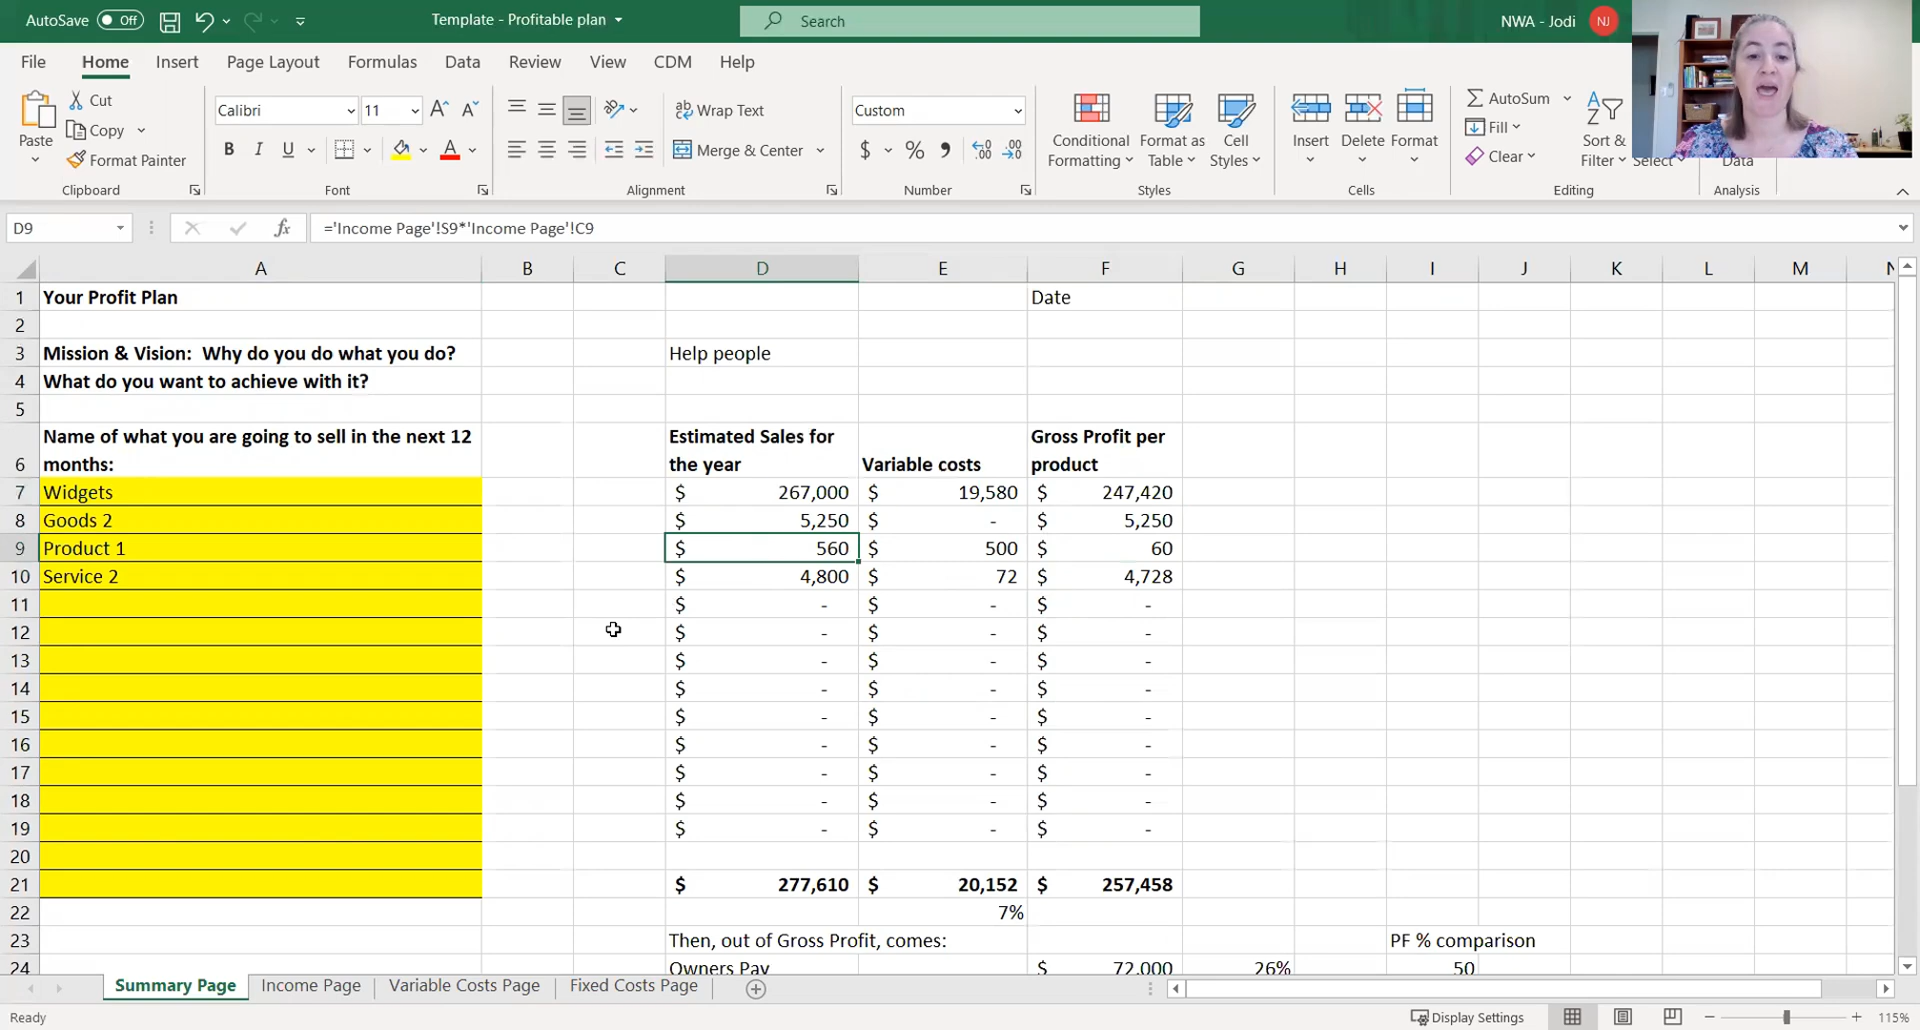 AutoSave Off Template - Profitable plan Search NWA - Jodi NJ
File Home Insert Page Layout Formulas Data Review View CDM Help
Paste Cut Copy Format Painter Clipboard
Calibri 11 B I U A Font
Wrap Text Merge & Center Alignment
Custom $ % Number
Conditional Formatting Format as Table Cell Styles Styles
Insert Delete Format Cells
AutoSum Fill Clear Sort & Filter Select Editing
Data Analysis
D9 fx ='Income Page'!S9*'Income Page'!C9
A B C D E F G H I J K L M N
1 Your Profit Plan Date
2
3 Mission & Vision: Why do you do what you do? Help people
4 What do you want to achieve with it?
5
6 Name of what you are going to sell in the next 12 months: Estimated Sales for the year Variable costs Gross Profit per product
7 Widgets $ 267,000 $ 19,580 $ 247,420
8 Goods 2 $ 5,250 $ - $ 5,250
9 Product 1 $ 560 $ 500 $ 60
10 Service 2 $ 4,800 $ 72 $ 4,728
11 $ - $ - $ -
12 $ - $ - $ -
13 $ - $ - $ -
14 $ - $ - $ -
15 $ - $ - $ -
16 $ - $ - $ -
17 $ - $ - $ -
18 $ - $ - $ -
19 $ - $ - $ -
20
21 $ 277,610 $ 20,152 $ 257,458
22 7%
23 Then, out of Gross Profit, comes: PF % comparison
24 Owners Pay $ 72,000 26% 50
Summary Page Income Page Variable Costs Page Fixed Costs Page
Ready Display Settings 115%